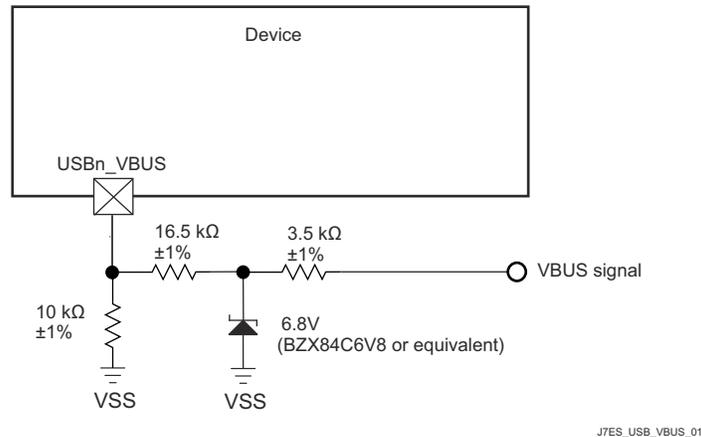 Device
USBn_VBUS
16.5 kΩ
±1%
3.5 kΩ
±1%
VBUS signal
10 kΩ
±1%
6.8V
(BZX84C6V8 or equivalent)
VSS
VSS
J7ES_USB_VBUS_01